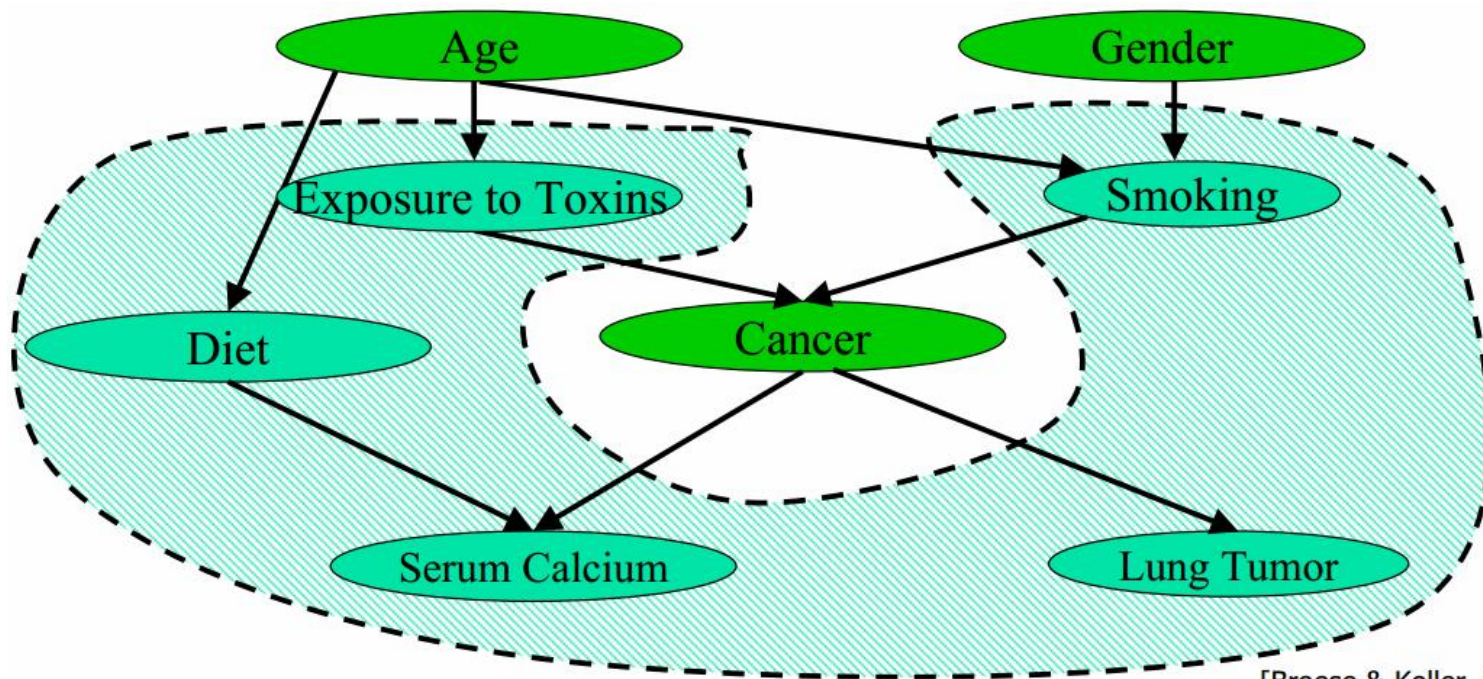 Age
Gender
Exposure to Toxins
Smoking
Diet
Cancer
Serum Calcium
Lung Tumor